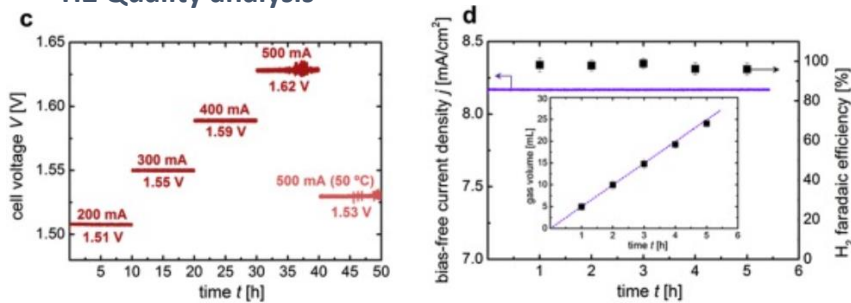 H2 Quality analysis
c
cell voltage V [V]
1.65
1.60
1.55
1.50
500 mA
1.62 V
400 mA
1.59 V
300 mA
1.55 V
500 mA (50 °C)
1.53 V
200 mA
1.51 V
5 10 15 20 25 30 35 40 45 50
time t [h]
d
bias-free current density j [mA/cm²]
8.5
8.0
7.5
7.0
H₂ faradaic efficiency [%]
100
80
60
40
20
0
gas volume [mL]
30
25
20
15
10
5
0 1 2 3 4 5 6
time t [h]
1 2 3 4 5 6
time t [h]